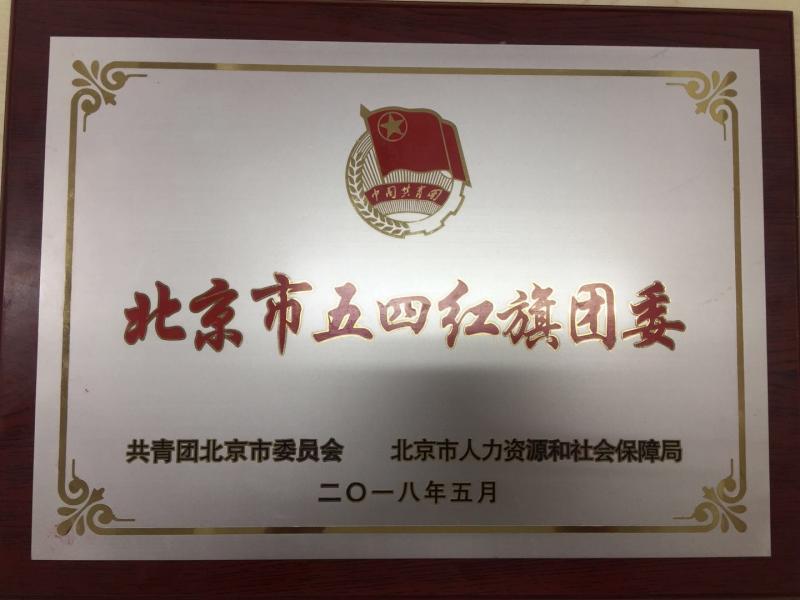 中国共青团
北京市五四红旗团委
共青团北京市委员会 北京市人力资源和社会保障局
二〇一八年五月